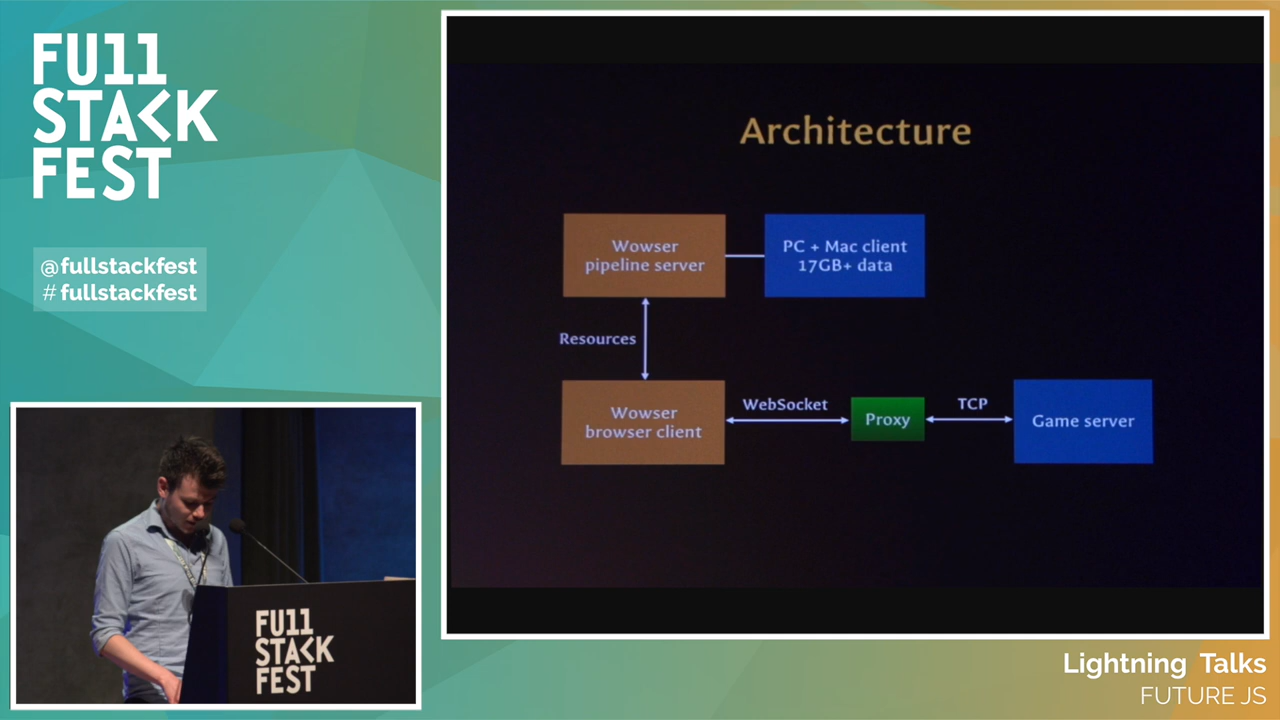 FU11
STACK
FEST
@fullstackfest
# fullstackfest
Architecture
Wowser
pipeline server
PC + Mac client
17GB+ data
Resources
Wowser
browser client
WebSocket
Proxy
TCP
Game server
FU11
STACK
FEST
Lightning Talks
FUTURE JS